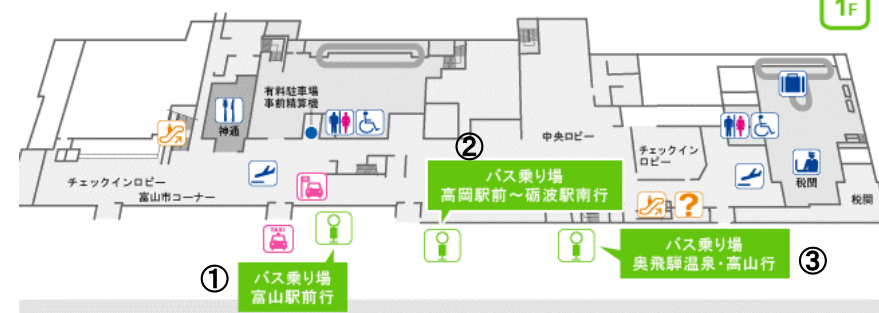 1F
有料駐車場
事前精算機
神通
②
中央ロビー
チェックイン
ロビー
バス乗り場
高岡駅前～砺波駅南行
チェックインロビー
富山市コーナー
税関
税関
?
TAXI
①
バス乗り場
富山駅前行
バス乗り場
奥飛騨温泉・高山行
③